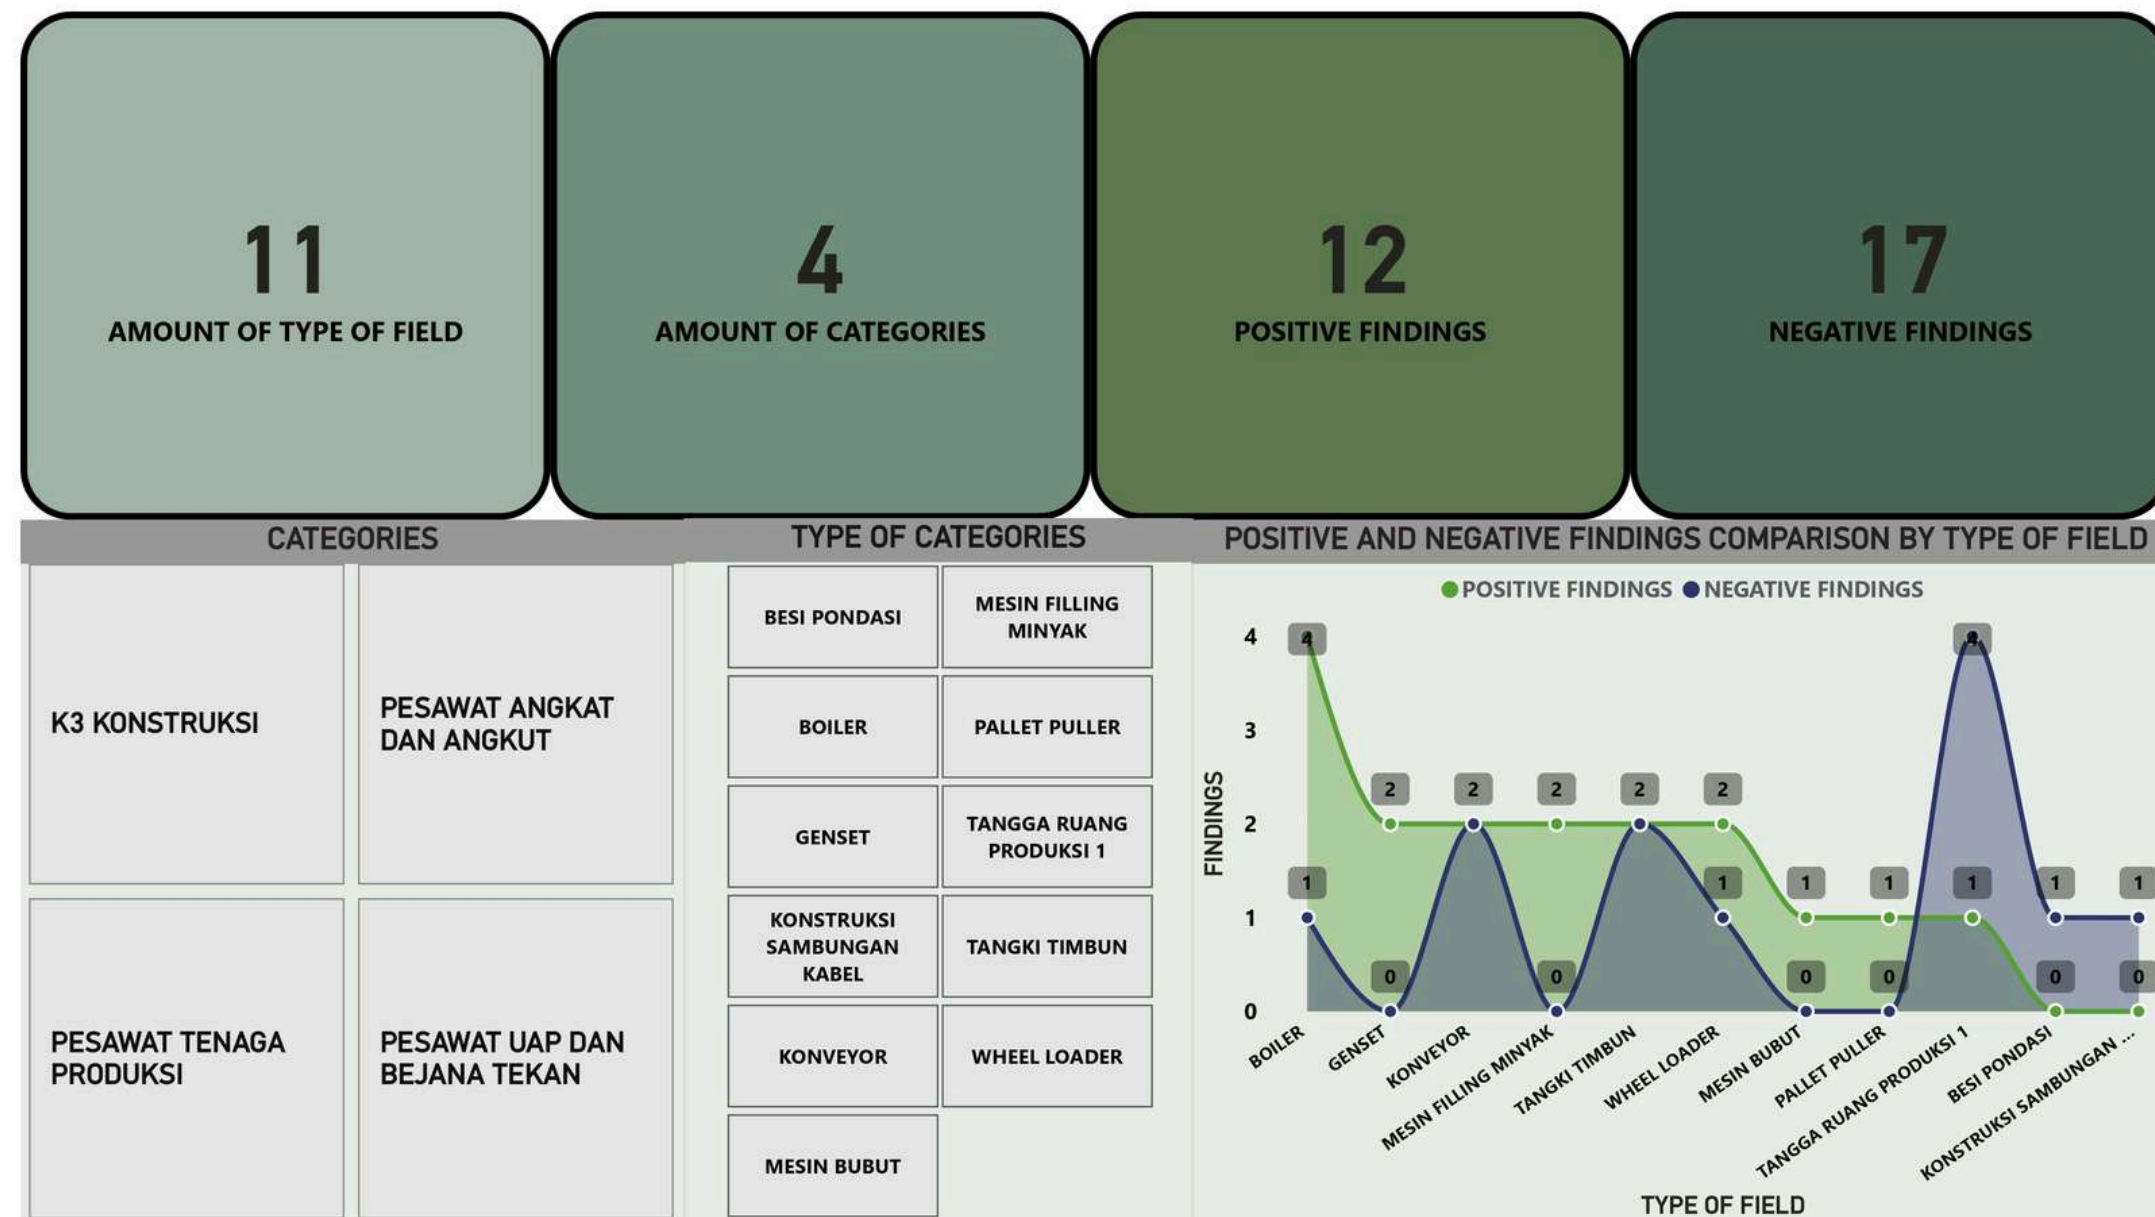 11
AMOUNT OF TYPE OF FIELD
4
AMOUNT OF CATEGORIES
12
POSITIVE FINDINGS
17
NEGATIVE FINDINGS
CATEGORIES
K3 KONSTRUKSI
PESAWAT ANGKAT
DAN ANGKUT
PESAWAT TENAGA
PRODUKSI
PESAWAT UAP DAN
BEJANA TEKAN
TYPE OF CATEGORIES
BESI PONDASI
MESIN FILLING
MINYAK
BOILER
PALLET PULLER
GENSET
TANGGA RUANG
PRODUKSI 1
KONSTRUKSI
SAMBUNGAN
KABEL
TANGKI TIMBUN
KONVEYOR
WHEEL LOADER
MESIN BUBUT
POSITIVE AND NEGATIVE FINDINGS COMPARISON BY TYPE OF FIELD
POSITIVE FINDINGS NEGATIVE FINDINGS
FINDINGS
4 4 4
3
2 2 2 2 2
2
1 1 1 1 1 1 1
1
0 0 0 0 0 0
0
BOILER
GENSET
KONVEYOR
MESIN FILLING MINYAK
TANGKI TIMBUN
WHEEL LOADER
MESIN BUBUT
PALLET PULLER
TANGGA RUANG PRODUKSI 1
BESI PONDASI
KONSTRUKSI SAMBUNGAN ...
TYPE OF FIELD